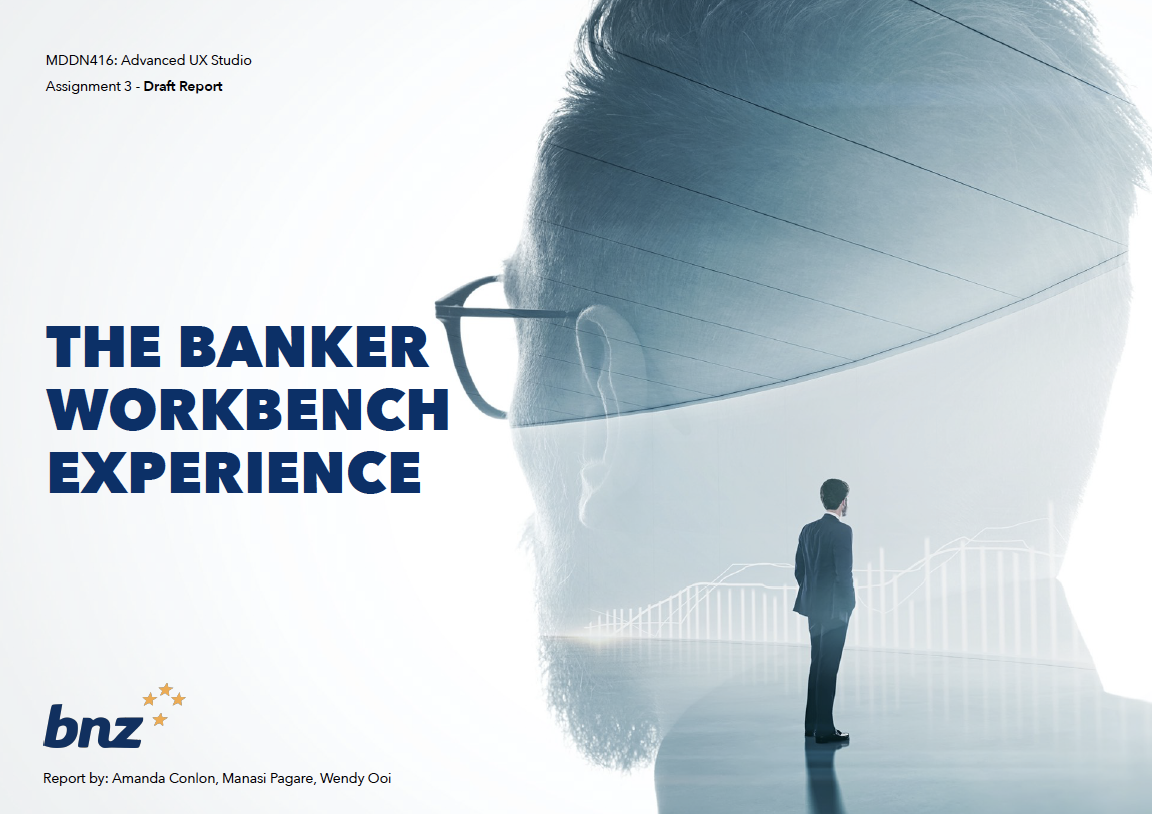 MDDN416: Advanced UX Studio
Assignment 3 - Draft Report
THE BANKER
WORKBENCH
EXPERIENCE
bnz
Report by: Amanda Conlon, Manasi Pagare, Wendy Ooi